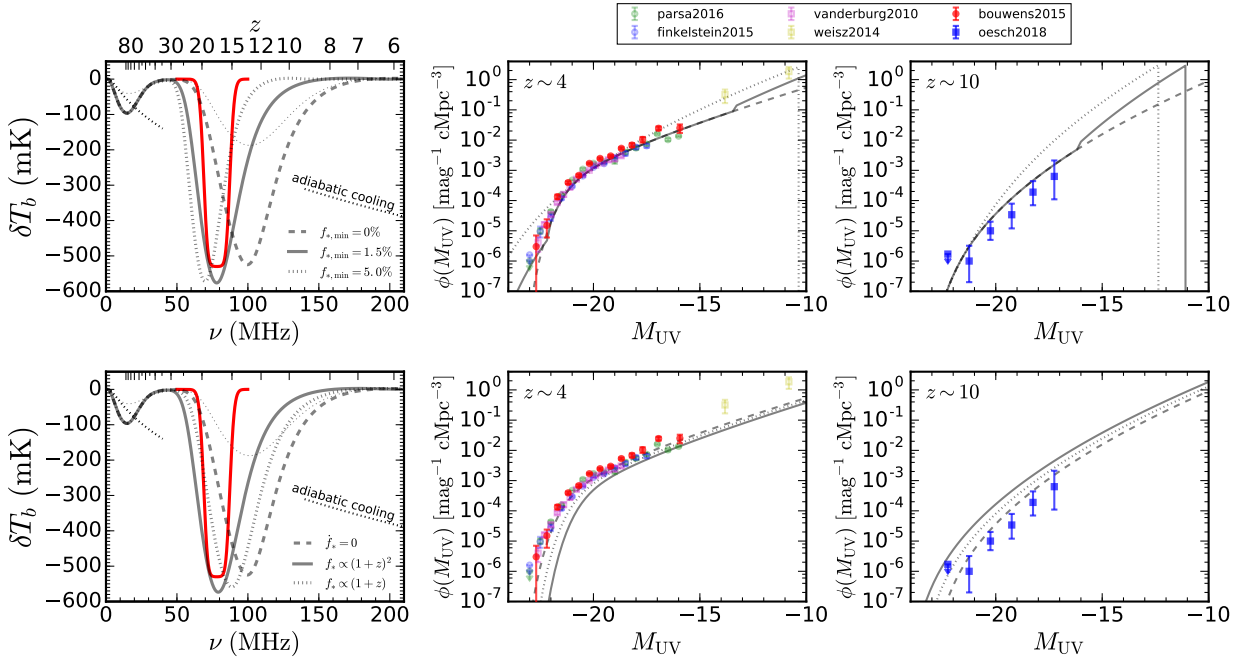 parsa2016 vanderburg2010 bouwens2015
finkelstein2015 weisz2014 oesch2018
z
80 30 20 15 12 10 8 7 6
0
−100
−200
−300
−400
−500
−600
δT_b (mK)
adiabatic cooling
f_{*,min} = 0%
f_{*,min} = 1.5%
f_{*,min} = 5.0%
0 50 100 150 200
ν (MHz)
z ~ 4
10^0
10^{-1}
10^{-2}
10^{-3}
10^{-4}
10^{-5}
10^{-6}
10^{-7}
ϕ(M_UV) [mag^{-1} cMpc^{-3}]
−20 −15 −10
M_UV
z ~ 10
10^0
10^{-1}
10^{-2}
10^{-3}
10^{-4}
10^{-5}
10^{-6}
10^{-7}
ϕ(M_UV) [mag^{-1} cMpc^{-3}]
−20 −15 −10
M_UV
0
−100
−200
−300
−400
−500
−600
δT_b (mK)
adiabatic cooling
ḟ_* = 0
f_* ∝ (1+z)^2
f_* ∝ (1+z)
0 50 100 150 200
ν (MHz)
z ~ 4
10^0
10^{-1}
10^{-2}
10^{-3}
10^{-4}
10^{-5}
10^{-6}
10^{-7}
ϕ(M_UV) [mag^{-1} cMpc^{-3}]
−20 −15 −10
M_UV
z ~ 10
10^0
10^{-1}
10^{-2}
10^{-3}
10^{-4}
10^{-5}
10^{-6}
10^{-7}
ϕ(M_UV) [mag^{-1} cMpc^{-3}]
−20 −15 −10
M_UV